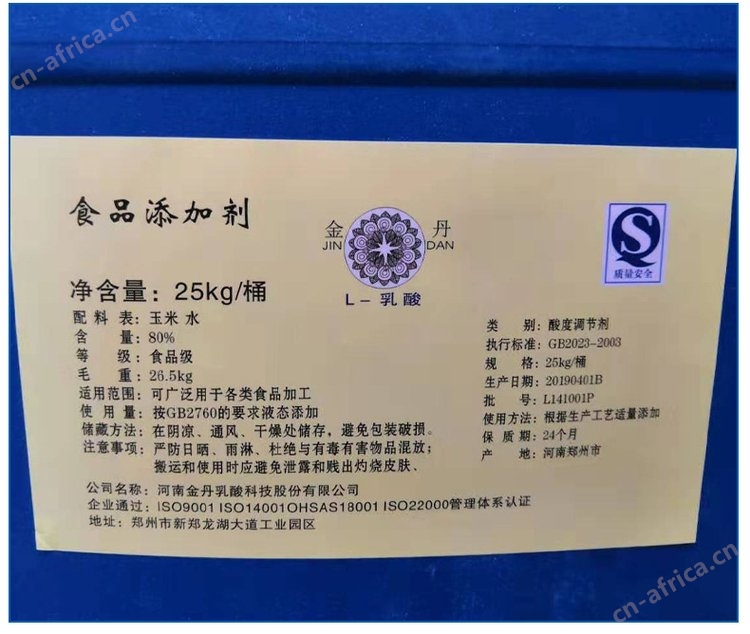 cn-africa.cn
食品添加剂
金 丹
JIN DAN
L-乳酸
质量安全
净含量：25kg/桶
配 料 表：玉米 水
含 量：80%
等 级：食品级
毛 重：26.5kg
适用范围：可广泛用于各类食品加工
使 用 量：按GB2760的要求液态添加
储藏方法：在阴凉、通风、干燥处储存，避免包装破损。
注意事项：严防日晒、雨淋、杜绝与有毒有害物品混放；
搬运和使用时应避免泄露和贱出灼烧皮肤、
类 别：酸度调节剂
执行标准：GB2023-2003
规 格：25kg/桶
生产日期：20190401B
批 号：L141001P
使用方法：根据生产工艺适量添加
保 质 期：24个月
产 地：河南郑州市
公司名称：河南金丹乳酸科技股份有限公司
企业通过：ISO9001 ISO14001OHSAS18001 ISO22000管理体系认证
地址：郑州市新郑龙湖大道工业园区
cn-africa.cn